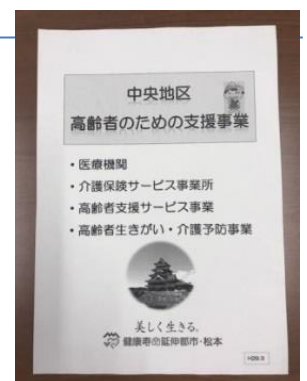 中央地区
高齢者のための支援事業
・医療機関
・介護保険サービス事業所
・高齢者支援サービス事業
・高齢者生きがい・介護予防事業
美しく生きる。
健康寿命延伸都市・松本